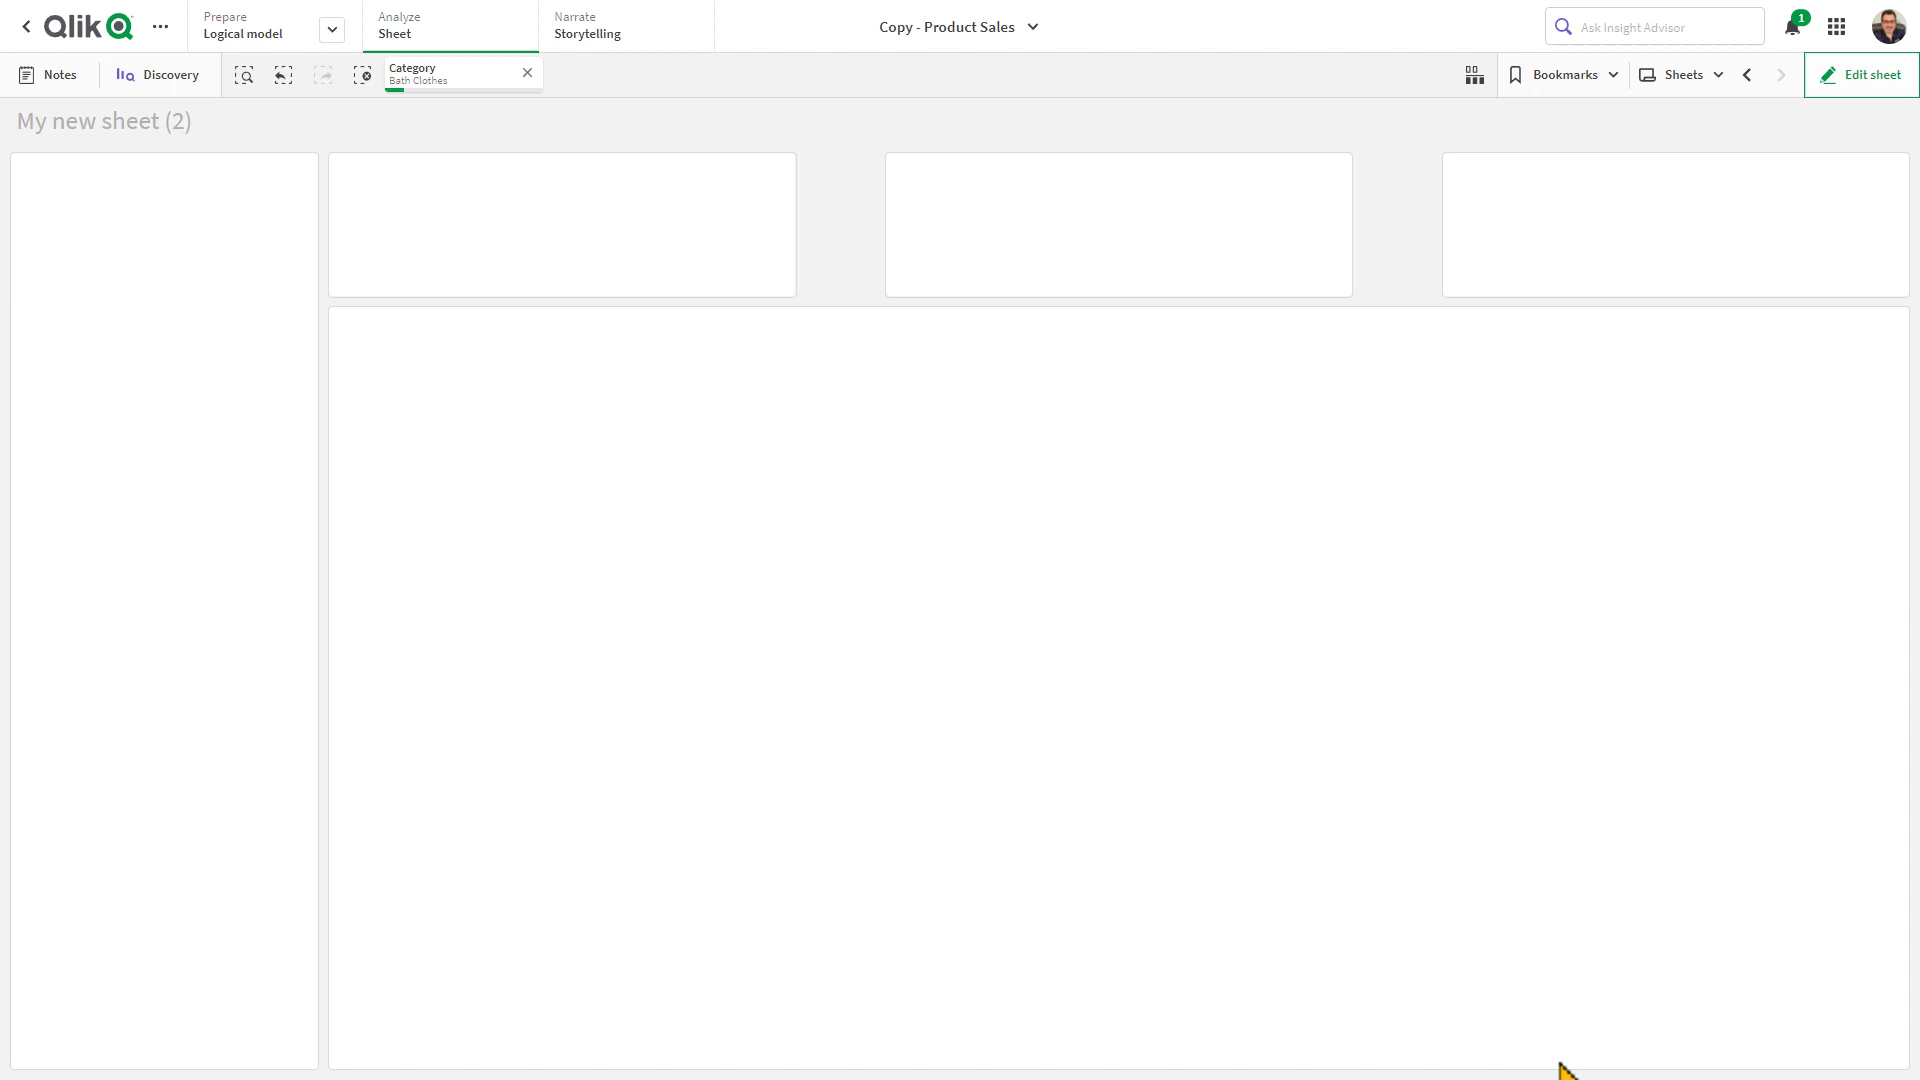 Qlik
Prepare
Logical model
Analyze
Sheet
Narrate
Storytelling
Copy - Product Sales
Ask Insight Advisor
1
Notes
Discovery
Category
Bath Clothes
Bookmarks
Sheets
Edit sheet
My new sheet (2)